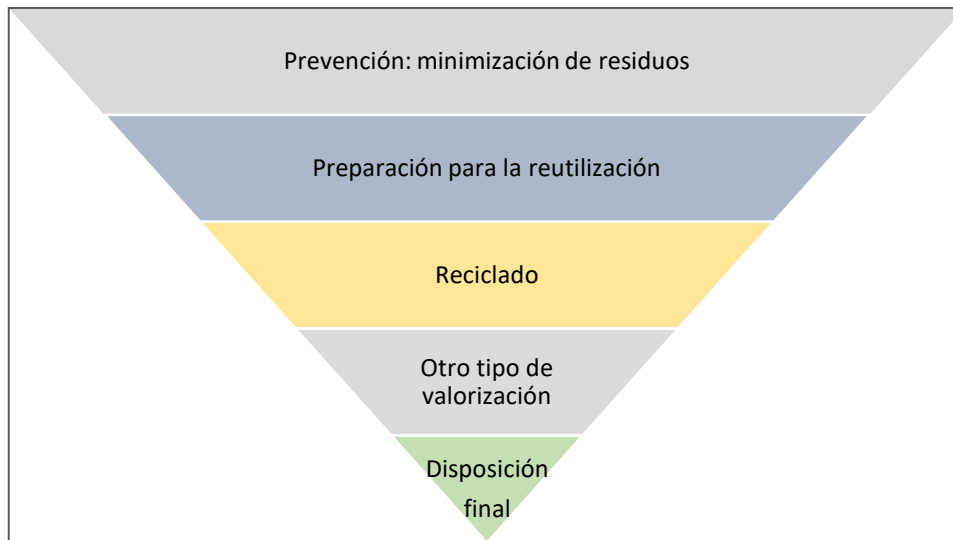 Prevención: minimización de residuos
Preparación para la reutilización
Reciclado
Otro tipo de
valorización
Disposición
final